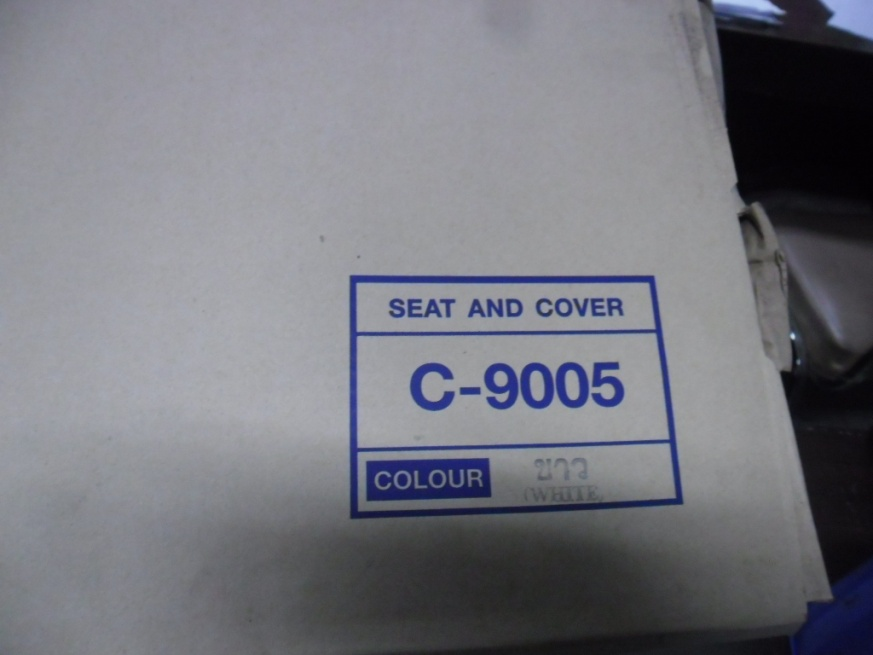 SEAT AND COVER
C-9005
COLOUR ขาว
(WHITE)